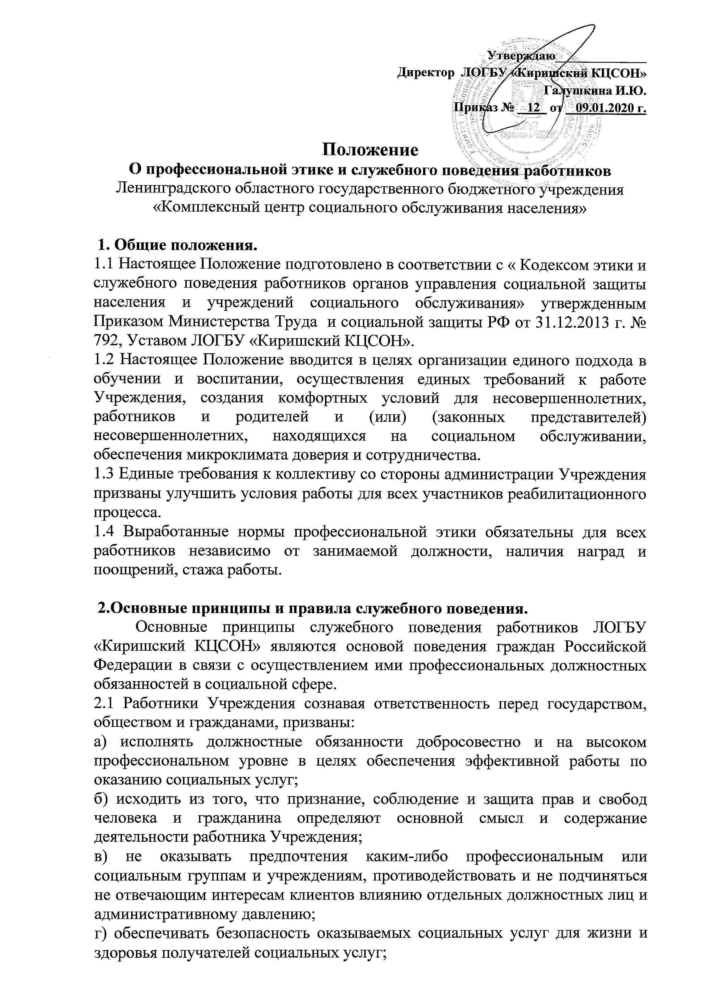 Утверждаю
Директор ЛОГБУ «Киришский КЦСОН»
Галушкина И.Ю.
Приказ № 12 от 09.01.2020 г.
Положение
О профессиональной этике и служебного поведения работников
Ленинградского областного государственного бюджетного учреждения
«Комплексный центр социального обслуживания населения»
1. Общие положения.
1.1 Настоящее Положение подготовлено в соответствии с « Кодексом этики и
служебного поведения работников органов управления социальной защиты
населения и учреждений социального обслуживания» утвержденным
Приказом Министерства Труда и социальной защиты РФ от 31.12.2013 г. №
792, Уставом ЛОГБУ «Киришский КЦСОН».
1.2 Настоящее Положение вводится в целях организации единого подхода в
обучении и воспитании, осуществления единых требований к работе
Учреждения, создания комфортных условий для несовершеннолетних,
работников и родителей и (или) (законных представителей)
несовершеннолетних, находящихся на социальном обслуживании,
обеспечения микроклимата доверия и сотрудничества.
1.3 Единые требования к коллективу со стороны администрации Учреждения
призваны улучшить условия работы для всех участников реабилитационного
процесса.
1.4 Выработанные нормы профессиональной этики обязательны для всех
работников независимо от занимаемой должности, наличия наград и
поощрений, стажа работы.
2.Основные принципы и правила служебного поведения.
Основные принципы служебного поведения работников ЛОГБУ
«Киришский КЦСОН» являются основой поведения граждан Российской
Федерации в связи с осуществлением ими профессиональных должностных
обязанностей в социальной сфере.
2.1 Работники Учреждения сознавая ответственность перед государством,
обществом и гражданами, призваны:
а) исполнять должностные обязанности добросовестно и на высоком
профессиональном уровне в целях обеспечения эффективной работы по
оказанию социальных услуг;
б) исходить из того, что признание, соблюдение и защита прав и свобод
человека и гражданина определяют основной смысл и содержание
деятельности работника Учреждения;
в) не оказывать предпочтения каким-либо профессиональным или
социальным группам и учреждениям, противодействовать и не подчиняться
не отвечающим интересам клиентов влиянию отдельных должностных лиц и
административному давлению;
г) обеспечивать безопасность оказываемых социальных услуг для жизни и
здоровья получателей социальных услуг;